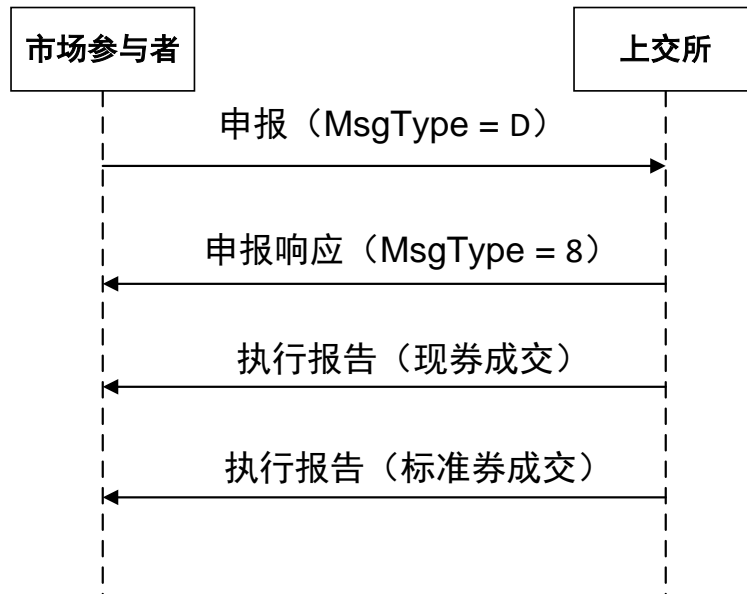 市场参与者
上交所
申报（MsgType = D）
申报响应（MsgType = 8）
执行报告（现券成交）
执行报告（标准券成交）